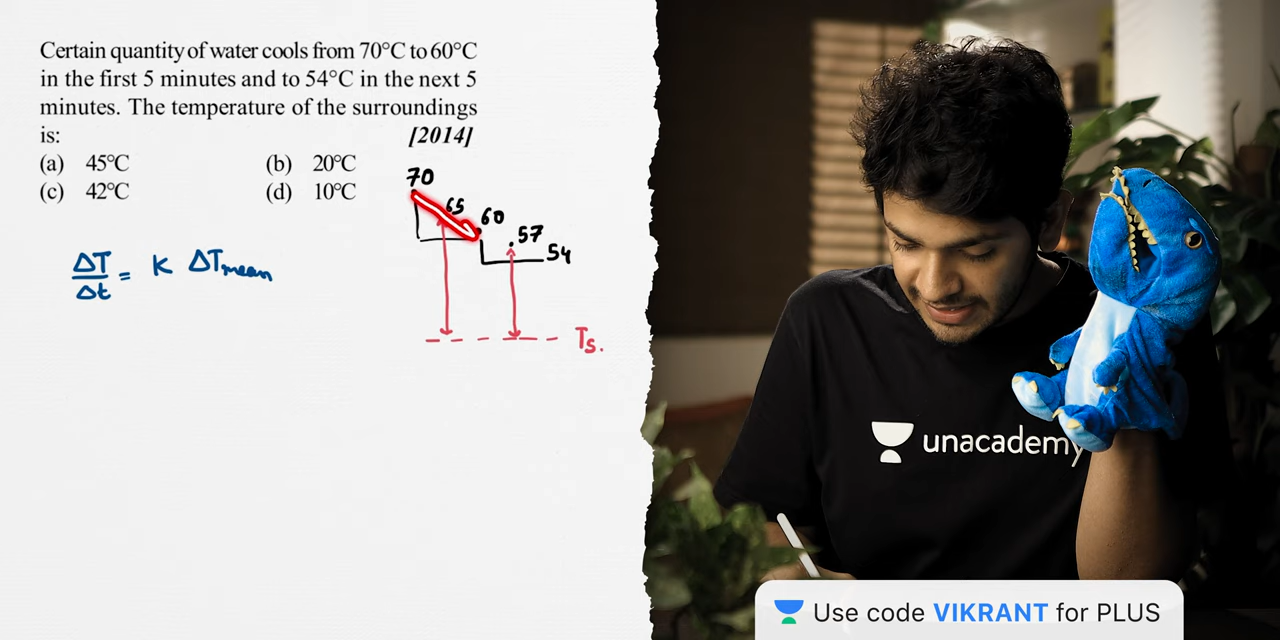 Certain quantity of water cools from 70°C to 60°C
in the first 5 minutes and to 54°C in the next 5
minutes. The temperature of the surroundings
is: [2014]
(a) 45°C (b) 20°C
(c) 42°C (d) 10°C
70
65
60
57
54
ΔT/Δt = K ΔTmean
Ts.
unacademy
Use code VIKRANT for PLUS